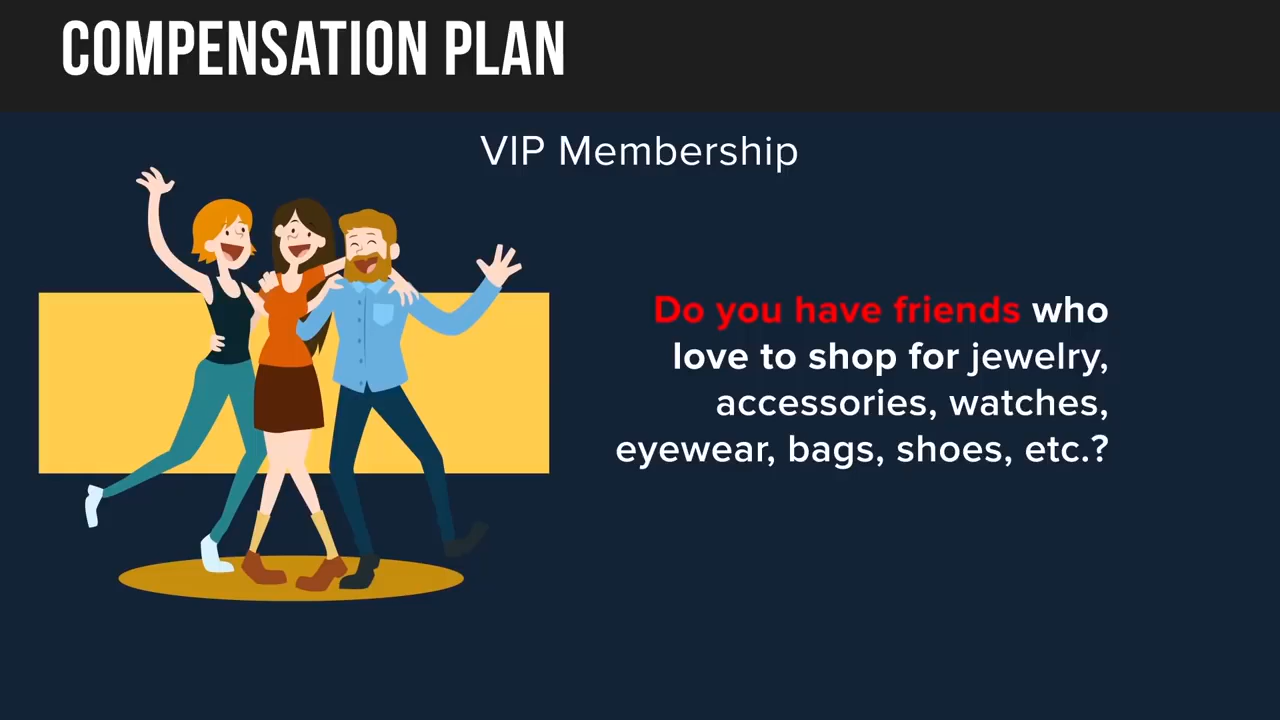 COMPENSATION PLAN
VIP Membership
Do you have friends who
love to shop for jewelry,
accessories, watches,
eyewear, bags, shoes, etc.?